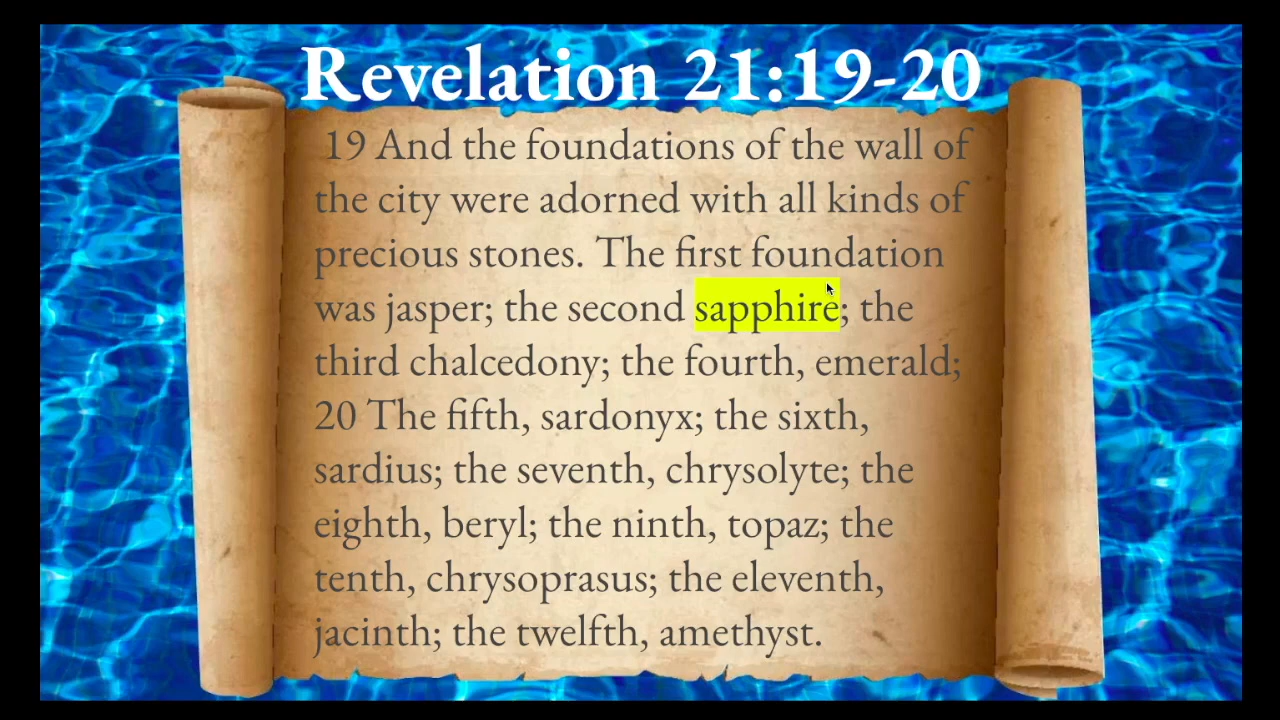 Revelation 21:19-20
19 And the foundations of the wall of
the city were adorned with all kinds of
precious stones. The first foundation
was jasper; the second sapphire; the
third chalcedony; the fourth, emerald;
20 The fifth, sardonyx; the sixth,
sardius; the seventh, chrysolyte; the
eighth, beryl; the ninth, topaz; the
tenth, chrysoprasus; the eleventh,
jacinth; the twelfth, amethyst.